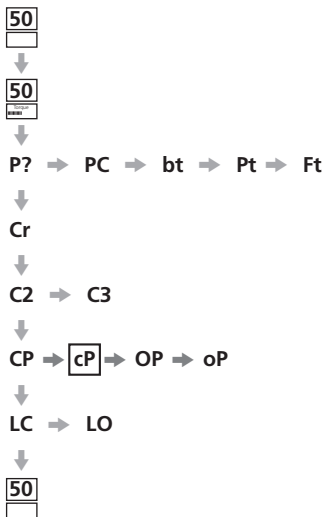 50
50
Torque
P? PC bt Pt Ft
Cr
C2 C3
CP cP OP oP
LC LO
50